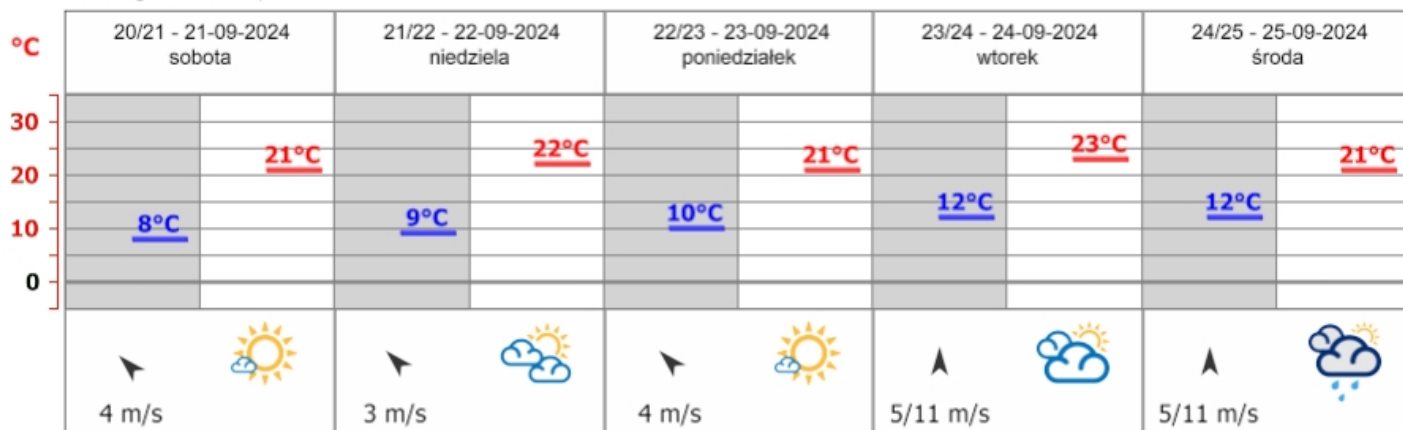 °C
20/21 - 21-09-2024
sobota
21/22 - 22-09-2024
niedziela
22/23 - 23-09-2024
poniedziałek
23/24 - 24-09-2024
wtorek
24/25 - 25-09-2024
środa
30
20
10
0
21°C
22°C
21°C
23°C
21°C
8°C
9°C
10°C
12°C
12°C
4 m/s
3 m/s
4 m/s
5/11 m/s
5/11 m/s